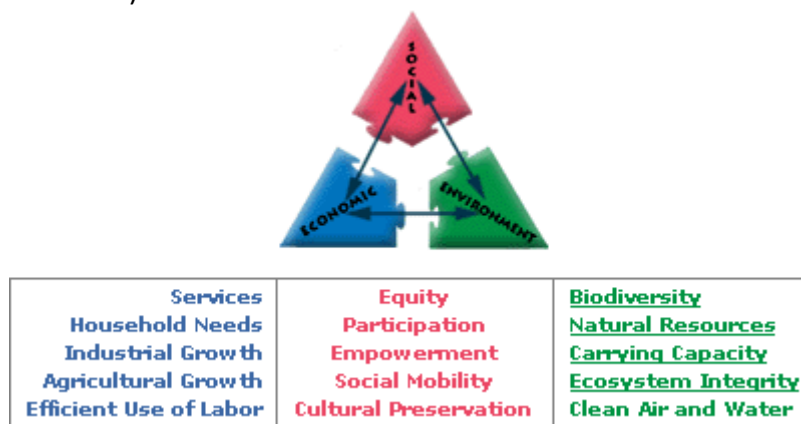 SOCIAL
ECONOMIC
ENVIRONMENT
Services
Household Needs
Industrial Growth
Agricultural Growth
Efficient Use of Labor
Equity
Participation
Empowerment
Social Mobility
Cultural Preservation
Biodiversity
Natural Resources
Carrying Capacity
Ecosystem Integrity
Clean Air and Water